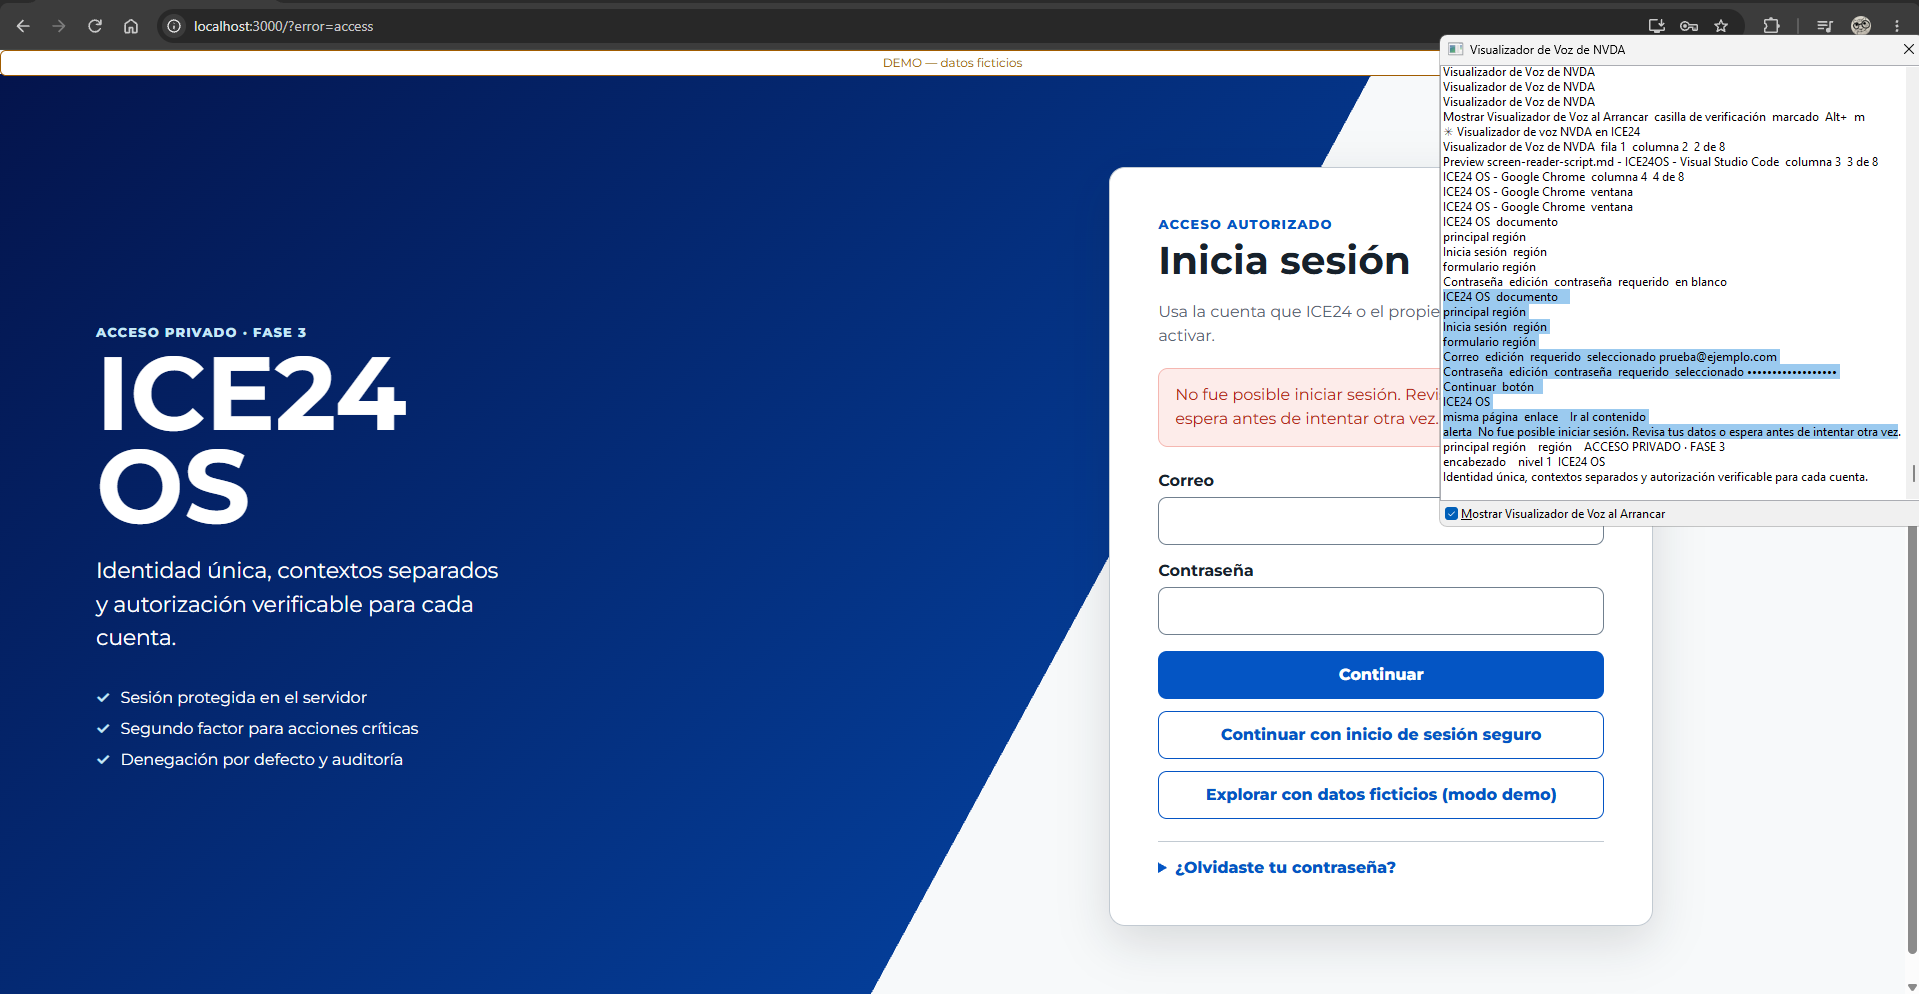 localhost:3000/?error=access
DEMO — datos ficticios
ACCESO PRIVADO • FASE 3
ICE24
OS
Identidad única, contextos separados
y autorización verificable para cada
cuenta.
Sesión protegida en el servidor
Segundo factor para acciones críticas
Denegación por defecto y auditoría
ACCESO AUTORIZADO
Inicia sesión
Usa la cuenta que ICE24 o el propie
activar.
No fue posible iniciar sesión. Revi
espera antes de intentar otra vez.
Correo
Contraseña
Continuar
Continuar con inicio de sesión seguro
Explorar con datos ficticios (modo demo)
¿Olvidaste tu contraseña?
Visualizador de Voz de NVDA
Visualizador de Voz de NVDA
Visualizador de Voz de NVDA
Visualizador de Voz de NVDA
Mostrar Visualizador de Voz al Arrancar  casilla de verificación  marcado  Alt+  m
✳ Visualizador de voz NVDA en ICE24
Visualizador de Voz de NVDA  fila 1  columna 2  2 de 8
Preview screen-reader-script.md - ICE24OS - Visual Studio Code  columna 3  3 de 8
ICE24 OS - Google Chrome  columna 4  4 de 8
ICE24 OS - Google Chrome  ventana
ICE24 OS - Google Chrome  ventana
ICE24 OS  documento
principal región
Inicia sesión  región
formulario región
Contraseña  edición  contraseña  requerido  en blanco
ICE24 OS  documento
principal región
Inicia sesión  región
formulario región
Correo  edición  requerido  seleccionado prueba@ejemplo.com
Contraseña  edición  contraseña  requerido  seleccionado ••••••••••••••••••
Continuar  botón
ICE24 OS
misma página  enlace    Ir al contenido
alerta  No fue posible iniciar sesión. Revisa tus datos o espera antes de intentar otra vez.
principal región    región    ACCESO PRIVADO · FASE 3
encabezado    nivel 1  ICE24 OS
Identidad única, contextos separados y autorización verificable para cada cuenta.
Mostrar Visualizador de Voz al Arrancar